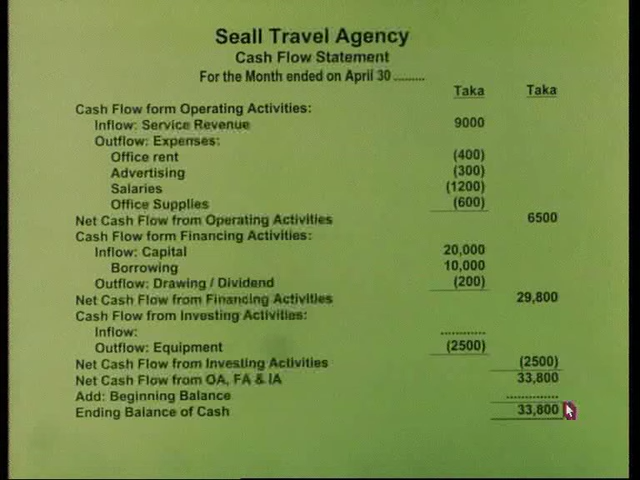 Seall Travel Agency
Cash Flow Statement
For the Month ended on April 30 .........
Taka Taka
Cash Flow form Operating Activities:
Inflow: Service Revenue 9000
Outflow: Expenses:
Office rent (400)
Advertising (300)
Salaries (1200)
Office Supplies (600)
Net Cash Flow from Operating Activities 6500
Cash Flow form Financing Activities:
Inflow: Capital 20,000
Borrowing 10,000
Outflow: Drawing / Dividend (200)
Net Cash Flow from Financing Activities 29,800
Cash Flow from Investing Activities:
Inflow: ............
Outflow: Equipment (2500)
Net Cash Flow from Investing Activities (2500)
Net Cash Flow from OA, FA & IA 33,800
Add: Beginning Balance ..............
Ending Balance of Cash 33,800